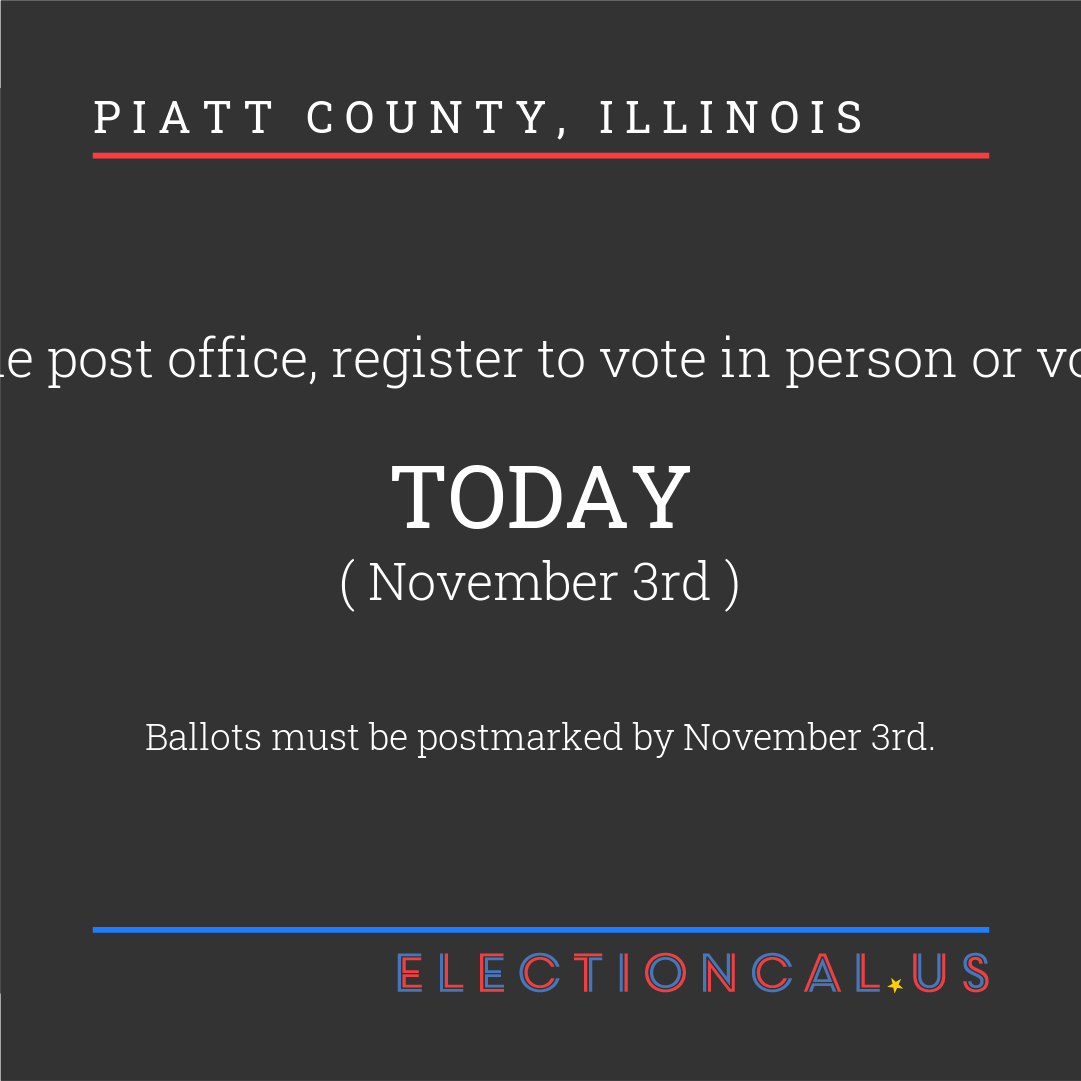 PIATT COUNTY, ILLINOIS
e post office, register to vote in person or vo
TODAY
( November 3rd )
Ballots must be postmarked by November 3rd.
ELECTIONCAL.US